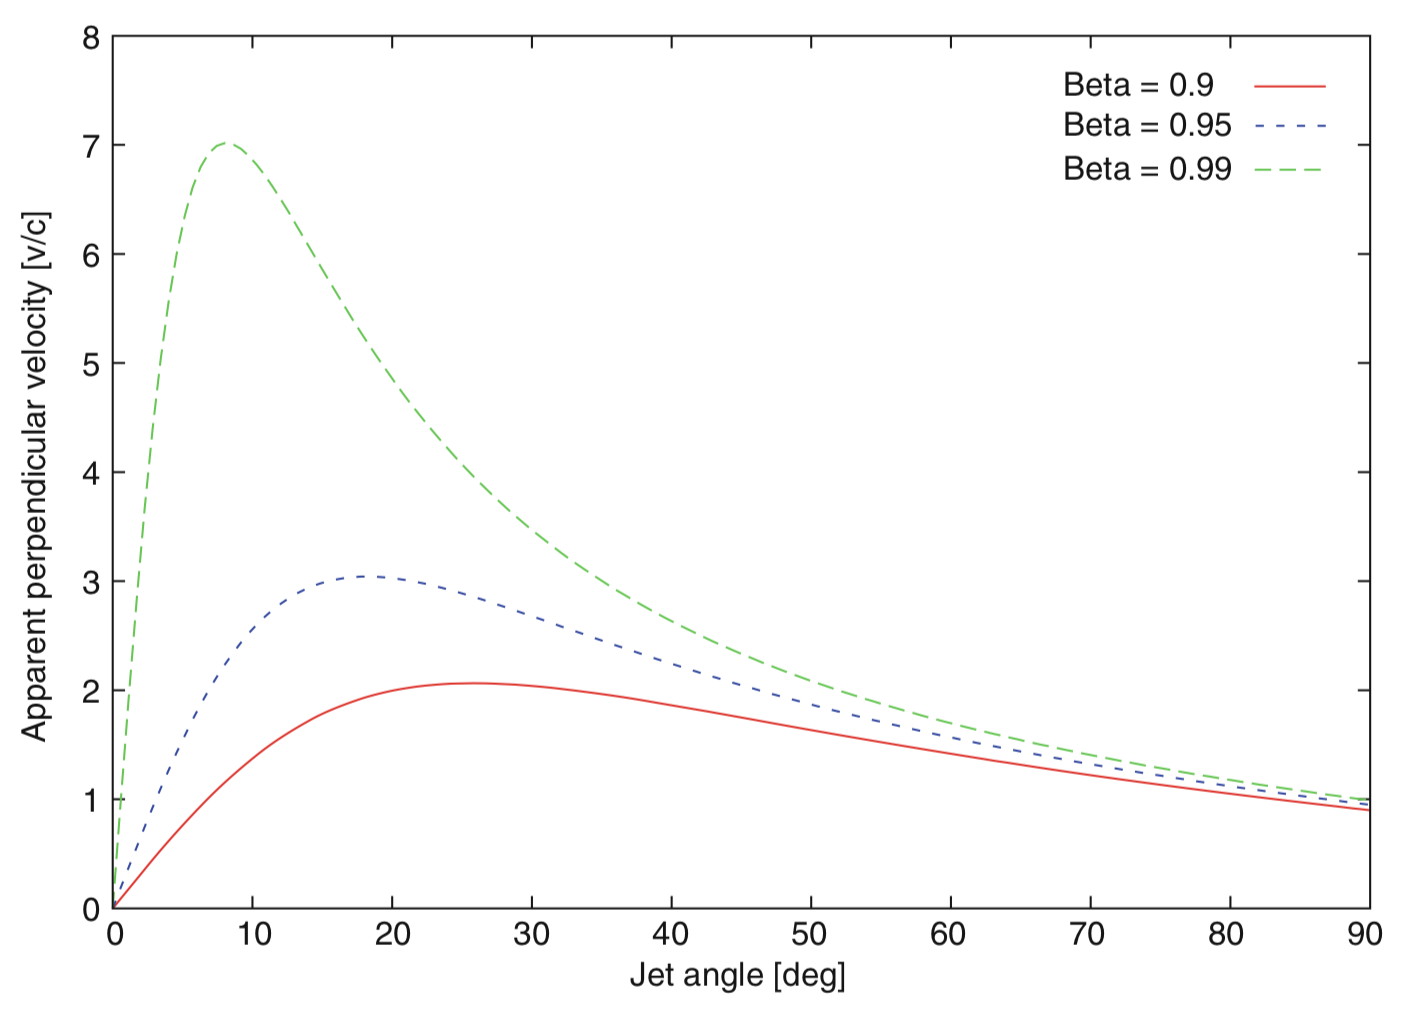 8
7
6
5
4
3
2
1
0
Apparent perpendicular velocity [v/c]
Beta = 0.9
Beta = 0.95
Beta = 0.99
0 10 20 30 40 50 60 70 80 90
Jet angle [deg]